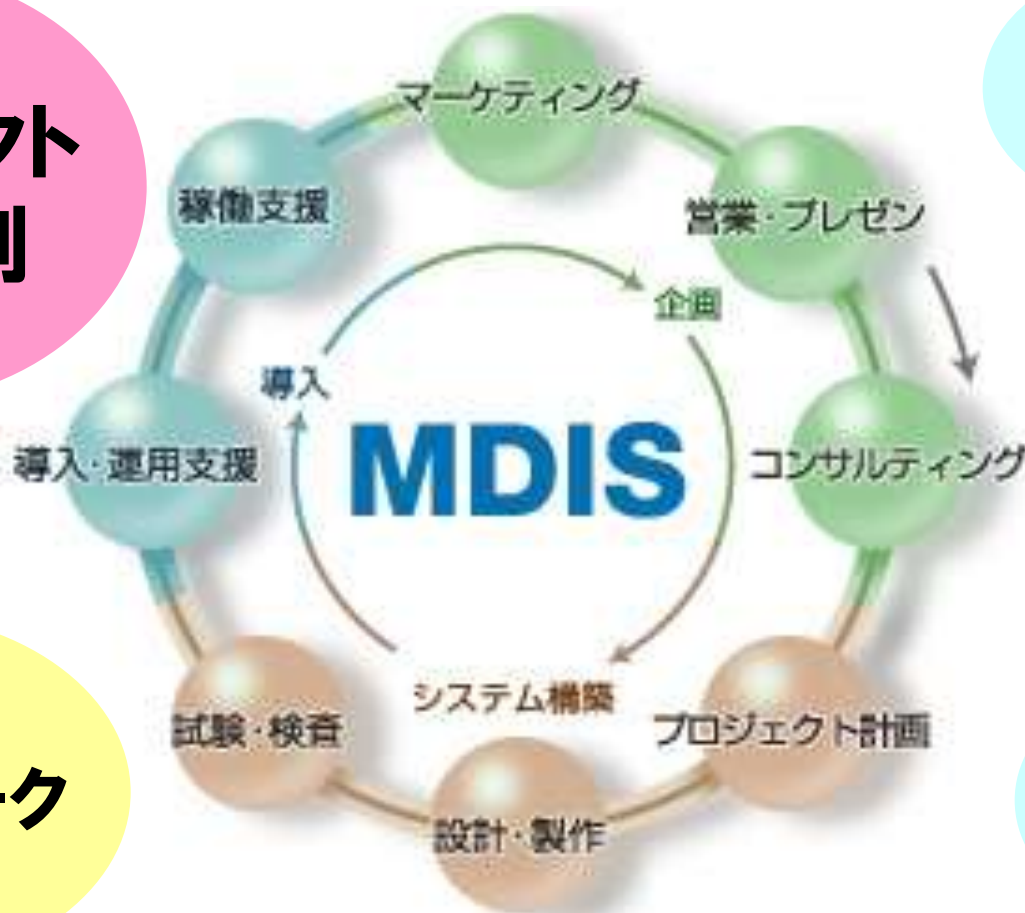 クト
マーケティング
稼働支援
営業・プレゼン
企画
導入
MDIS
導入・運用支援
コンサルティング
システム構築
試験・検査
プロジェクト計画
ーク
設計・製作